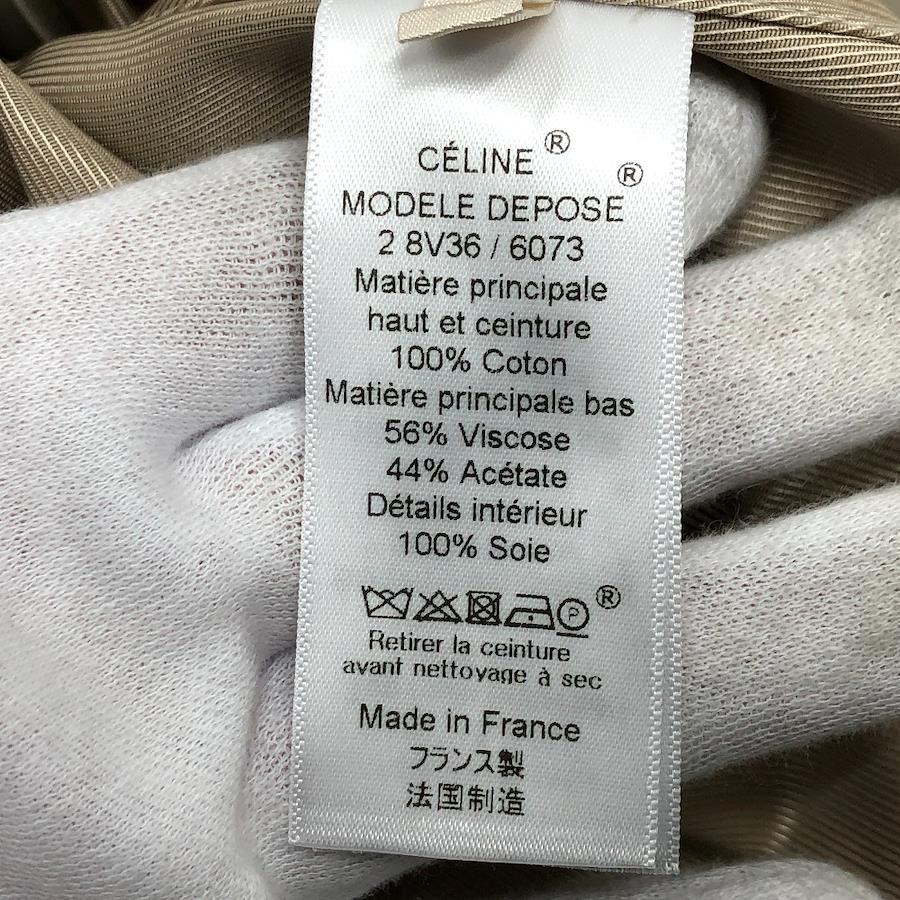 CÉLINE ®
MODELE DEPOSE ®
2 8V36 / 6073
Matière principale
haut et ceinture
100% Coton
Matière principale bas
56% Viscose
44% Acétate
Détails intérieur
100% Soie
P ®
Retirer la ceinture
avant nettoyage à sec
Made in France
フランス製
法国制造